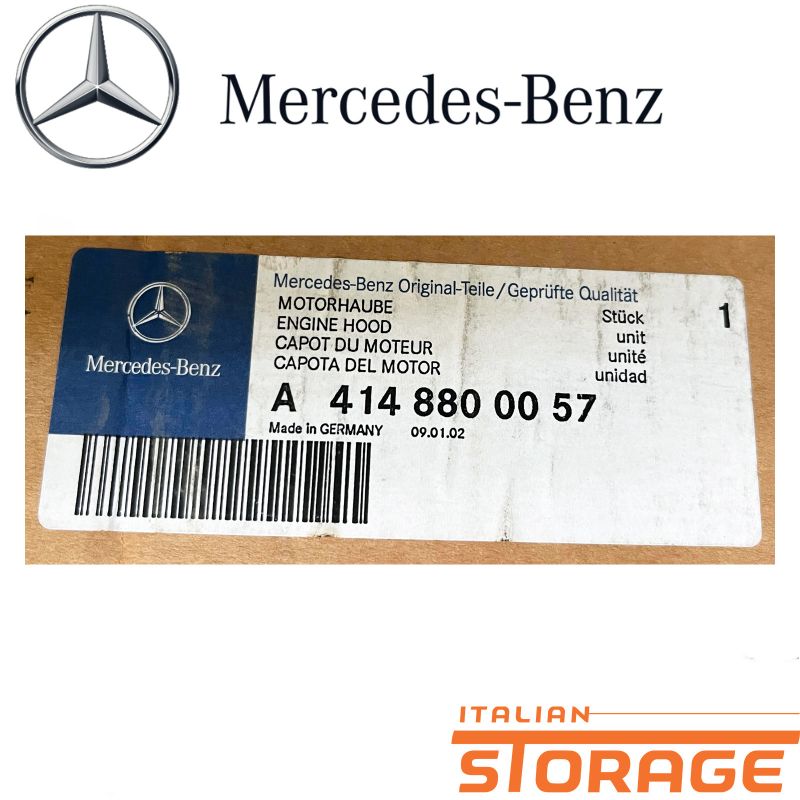 Mercedes-Benz
Mercedes-Benz
Mercedes-Benz Original-Teile/Geprüfte Qualität
MOTORHAUBE Stück 1
ENGINE HOOD unit
CAPOT DU MOTEUR unité
CAPOTA DEL MOTOR unidad
A 414 880 00 57
Made in GERMANY 09.01.02
ITALIAN
STORAGE